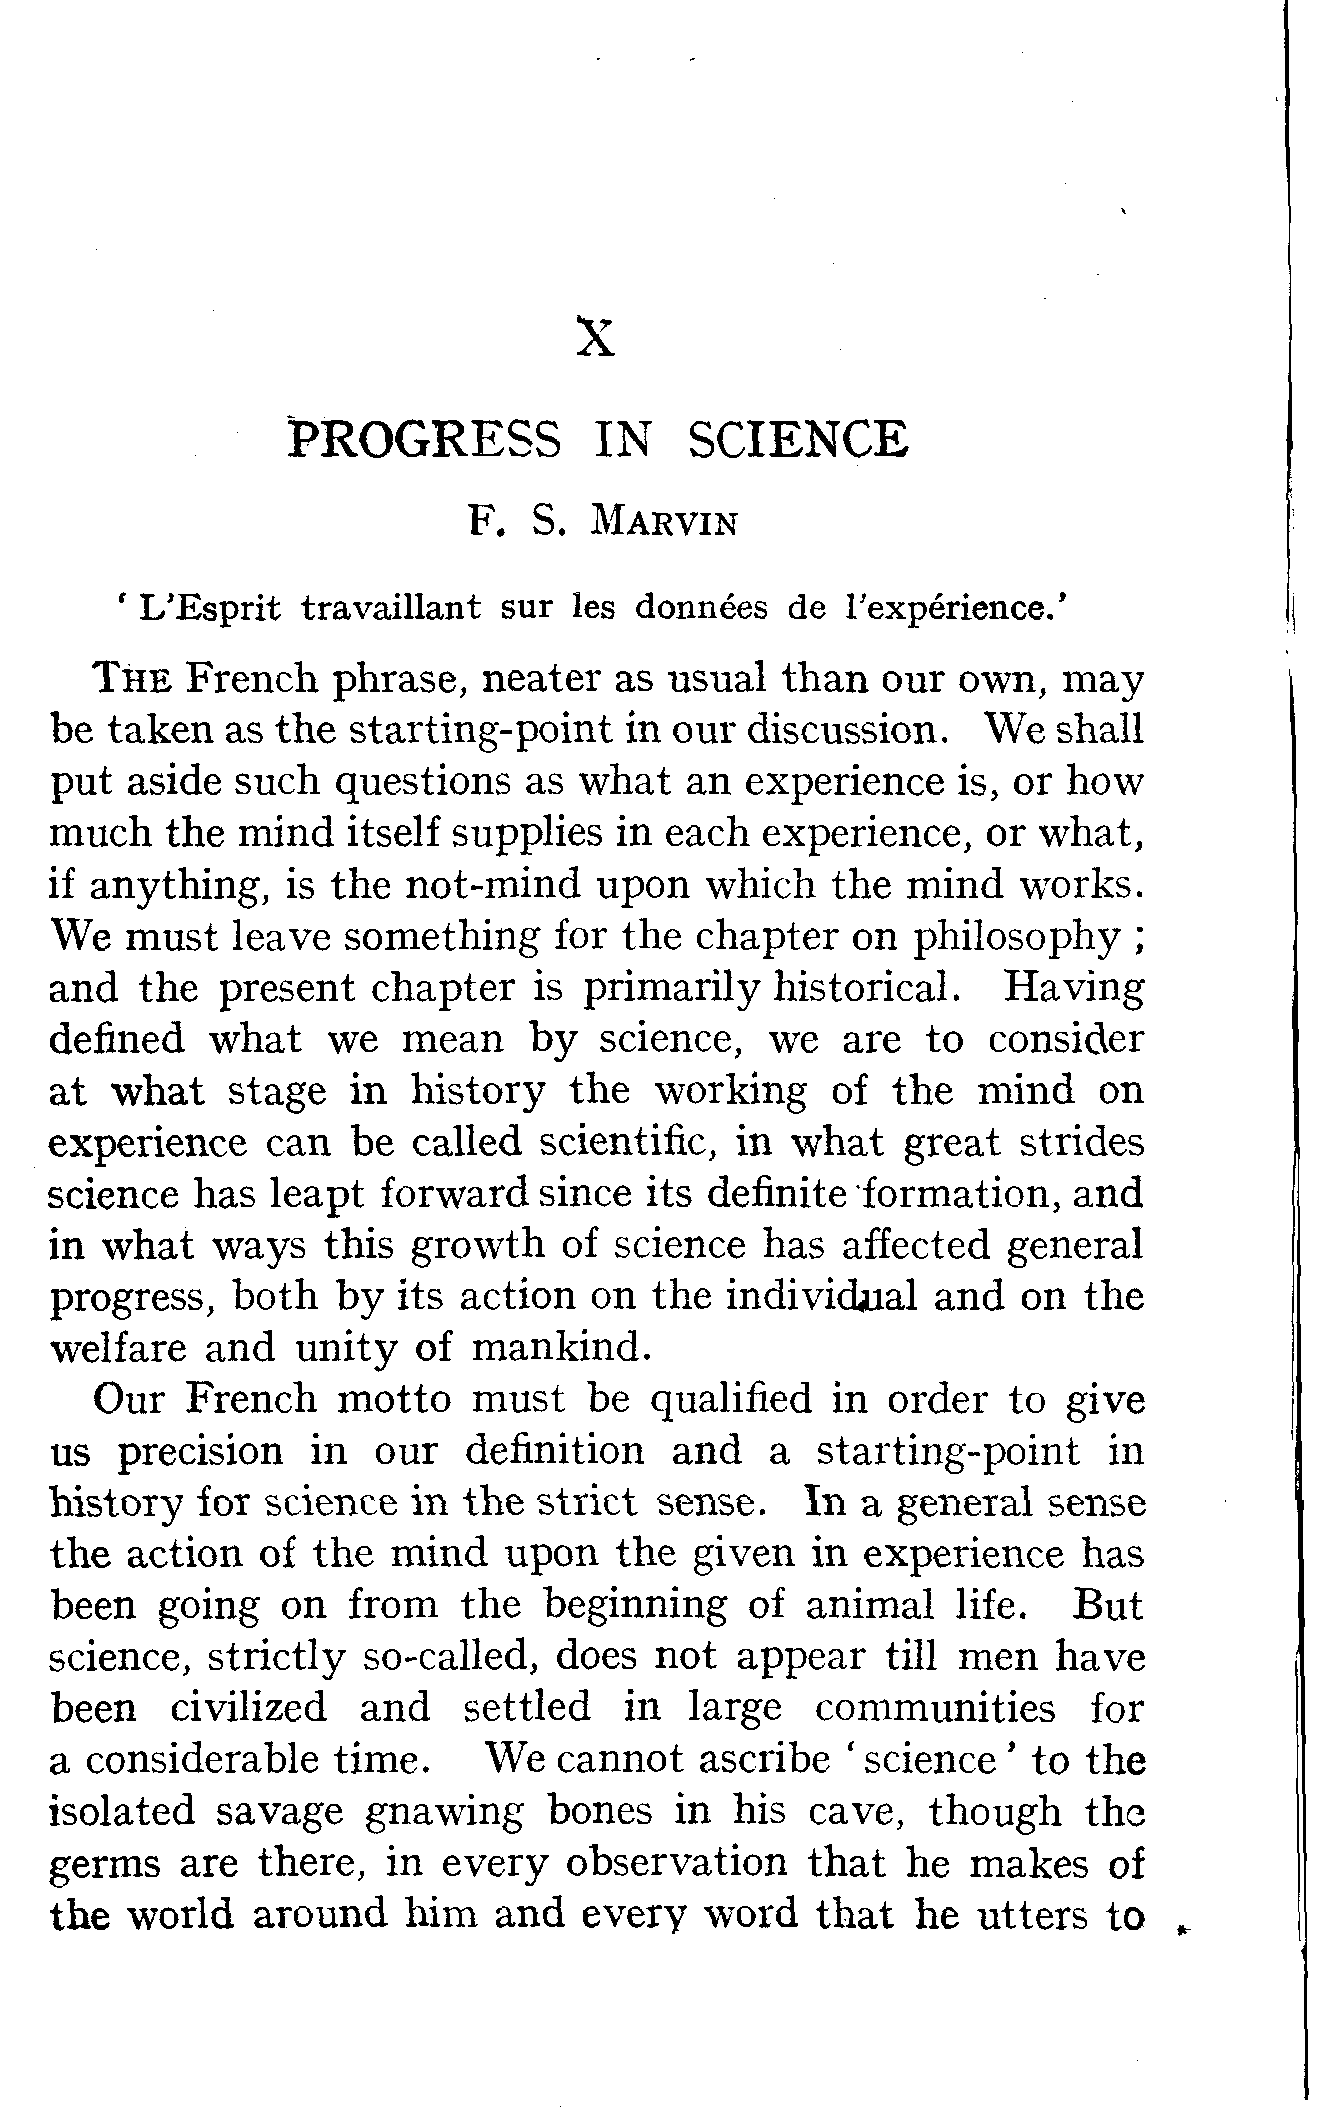 X
PROGRESS IN SCIENCE
F. S. Marvin
‘ L’Esprit travaillant sur les données de l’expérience.’
The French phrase, neater as usual than our own, may
be taken as the starting-point in our discussion. We shall
put aside such questions as what an experience is, or how
much the mind itself supplies in each experience, or what,
if anything, is the not-mind upon which the mind works.
We must leave something for the chapter on philosophy ;
and the present chapter is primarily historical. Having
defined what we mean by science, we are to consider
at what stage in history the working of the mind on
experience can be called scientific, in what great strides
science has leapt forward since its definite formation, and
in what ways this growth of science has affected general
progress, both by its action on the individual and on the
welfare and unity of mankind.
Our French motto must be qualified in order to give
us precision in our definition and a starting-point in
history for science in the strict sense. In a general sense
the action of the mind upon the given in experience has
been going on from the beginning of animal life. But
science, strictly so-called, does not appear till men have
been civilized and settled in large communities for
a considerable time. We cannot ascribe ‘ science ’ to the
isolated savage gnawing bones in his cave, though the
germs are there, in every observation that he makes of
the world around him and every word that he utters to